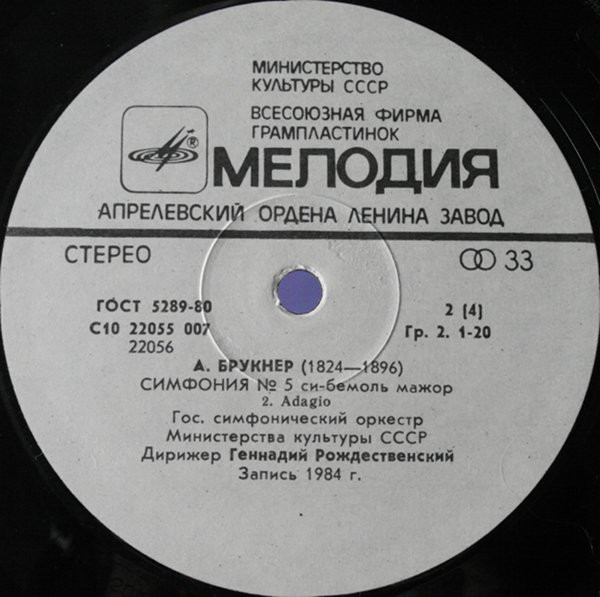 МИНИСТЕРСТВО
КУЛЬТУРЫ СССР
ВСЕСОЮЗНАЯ ФИРМА
ГРАМПЛАСТИНОК
®
МЕЛОДИЯ
АПРЕЛЕВСКИЙ ОРДЕНА ЛЕНИНА ЗАВОД
СТЕРЕО
33
ГОСТ 5289-80
2 (4)
С10 22055 007
Гр. 2. 1-20
22056
А. БРУКНЕР (1824—1896)
СИМФОНИЯ № 5 си-бемоль мажор
2. Adagio
Гос. симфонический оркестр
Министерства культуры СССР
Дирижер Геннадий Рождественский
Запись 1984 г.